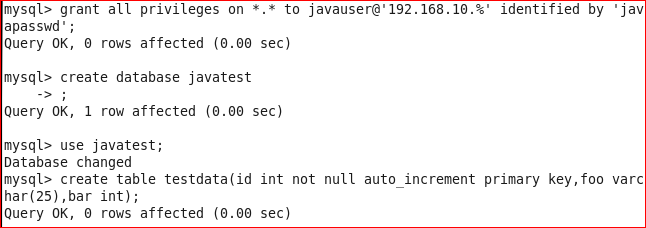 mysql> grant all privileges on *.* to javauser@'192.168.10.%' identified by 'jav
apasswd';
Query OK, 0 rows affected (0.00 sec)
mysql> create database javatest
    -> ;
Query OK, 1 row affected (0.00 sec)
mysql> use javatest;
Database changed
mysql> create table testdata(id int not null auto_increment primary key,foo varc
har(25),bar int);
Query OK, 0 rows affected (0.00 sec)